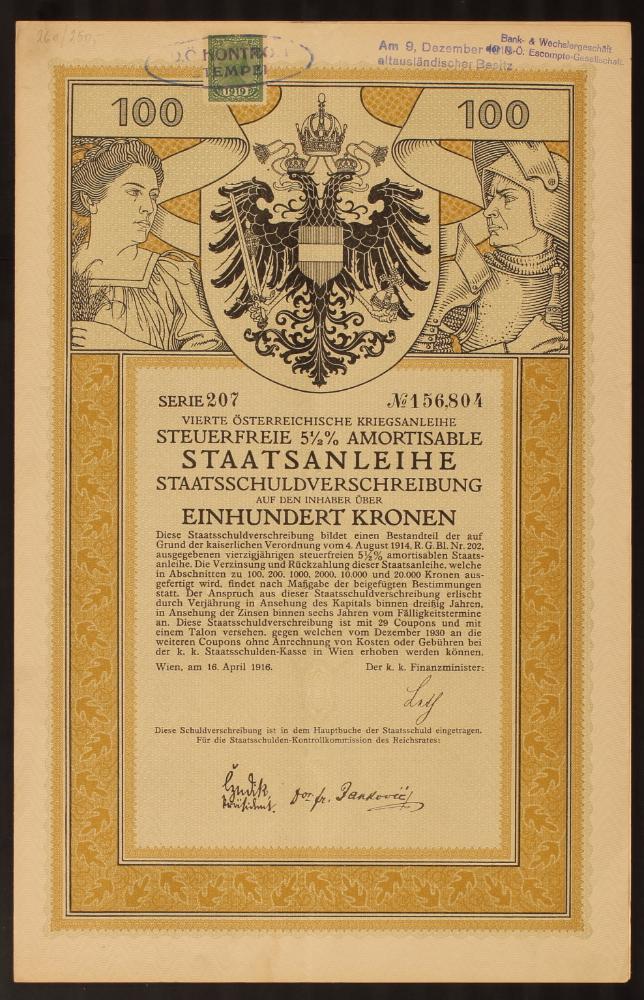 260/250.
D.Ö KONTRO
TEMPEL
1919
Am 9. Dezember
altausländischer Besitz.
Bank- & Wechslergeschäft
N.-Ö. Escompte-Gesellschaft.
100
100
SERIE 207 № 156,804
VIERTE ÖSTERREICHISCHE KRIEGSANLEIHE
STEUERFREIE 5½% AMORTISABLE
STAATSANLEIHE
STAATSSCHULDVERSCHREIBUNG
AUF DEN INHABER ÜBER
EINHUNDERT KRONEN
Diese Staatsschuldverschreibung bildet einen Bestandteil der auf
Grund der kaiserlichen Verordnung vom 4. August 1914, R. G. Bl. Nr. 202,
ausgegebenen vierzigjährigen steuerfreien 5½% amortisablen Staats-
anleihe. Die Verzinsung und Rückzahlung dieser Staatsanleihe, welche
in Abschnitten zu 100, 200, 1000, 2000, 10.000 und 20.000 Kronen aus-
gefertigt wird, findet nach Maßgabe der beigefügten Bestimmungen
statt. Der Anspruch aus dieser Staatsschuldverschreibung erlischt
durch Verjährung in Ansehung des Kapitals binnen dreißig Jahren,
in Ansehung der Zinsen binnen sechs Jahren vom Fälligkeitstermine
an. Diese Staatsschuldverschreibung ist mit 29 Coupons und mit
einem Talon versehen, gegen welchen vom Dezember 1930 an die
weiteren Coupons ohne Anrechnung von Kosten oder Gebühren bei
der k. k. Staatsschulden-Kasse in Wien erhoben werden können.
Wien, am 16. April 1916. Der k. k. Finanzminister:
Diese Schuldverschreibung ist in dem Hauptbuche der Staatsschuld eingetragen.
Für die Staatsschulden-Kontrollkommission des Reichsrates:
Präsident.